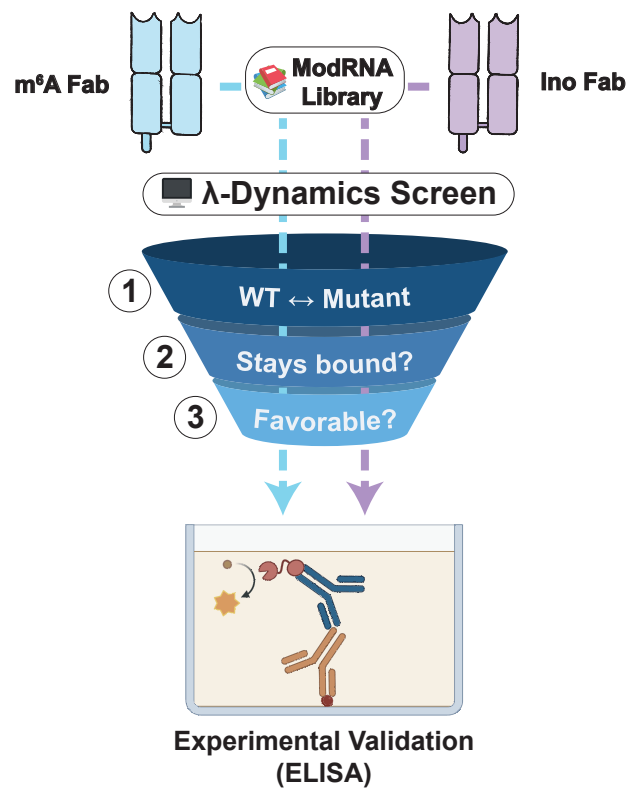 m⁶A Fab
ModRNA
Library
Ino Fab
λ-Dynamics Screen
1
WT ↔ Mutant
2
Stays bound?
3
Favorable?
Experimental Validation
(ELISA)